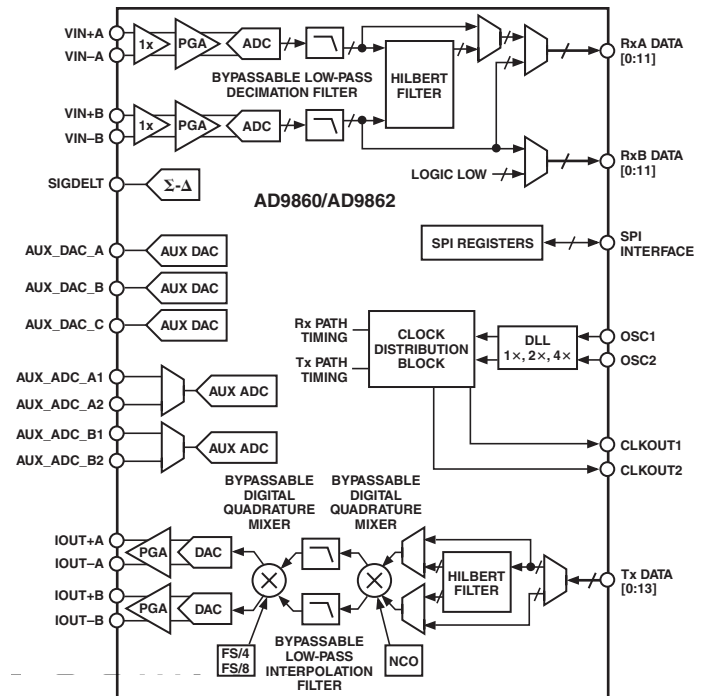 VIN+A
VIN–A
1x
PGA
ADC
BYPASSABLE LOW-PASS
DECIMATION FILTER
HILBERT
FILTER
RxA DATA
[0:11]
VIN+B
VIN–B
1x
PGA
ADC
LOGIC LOW
RxB DATA
[0:11]
SIGDELT
Σ-Δ
AD9860/AD9862
SPI REGISTERS
SPI
INTERFACE
AUX_DAC_A
AUX DAC
AUX_DAC_B
AUX DAC
AUX_DAC_C
AUX DAC
Rx PATH
TIMING
Tx PATH
TIMING
CLOCK
DISTRIBUTION
BLOCK
DLL
1×, 2×, 4×
OSC1
OSC2
AUX_ADC_A1
AUX_ADC_A2
AUX ADC
AUX_ADC_B1
AUX_ADC_B2
AUX ADC
CLKOUT1
CLKOUT2
BYPASSABLE
DIGITAL
QUADRATURE
MIXER
BYPASSABLE
DIGITAL
QUADRATURE
MIXER
IOUT+A
IOUT–A
PGA
DAC
IOUT+B
IOUT–B
PGA
DAC
HILBERT
FILTER
Tx DATA
[0:13]
FS/4
FS/8
BYPASSABLE
LOW-PASS
INTERPOLATION
FILTER
NCO